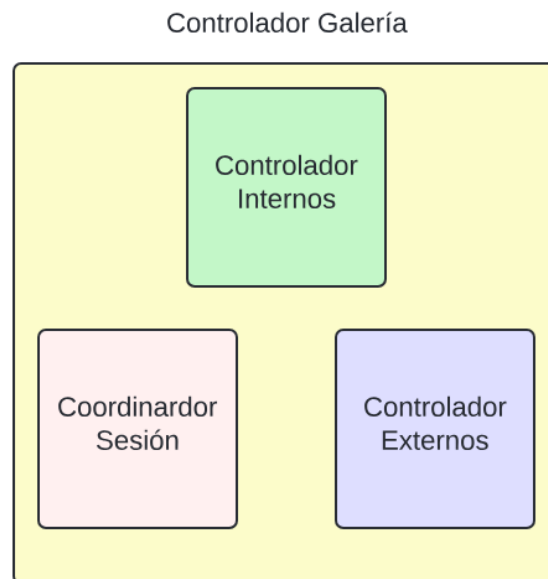 Controlador Galería
Controlador
Internos
Coordinardor
Sesión
Controlador
Externos